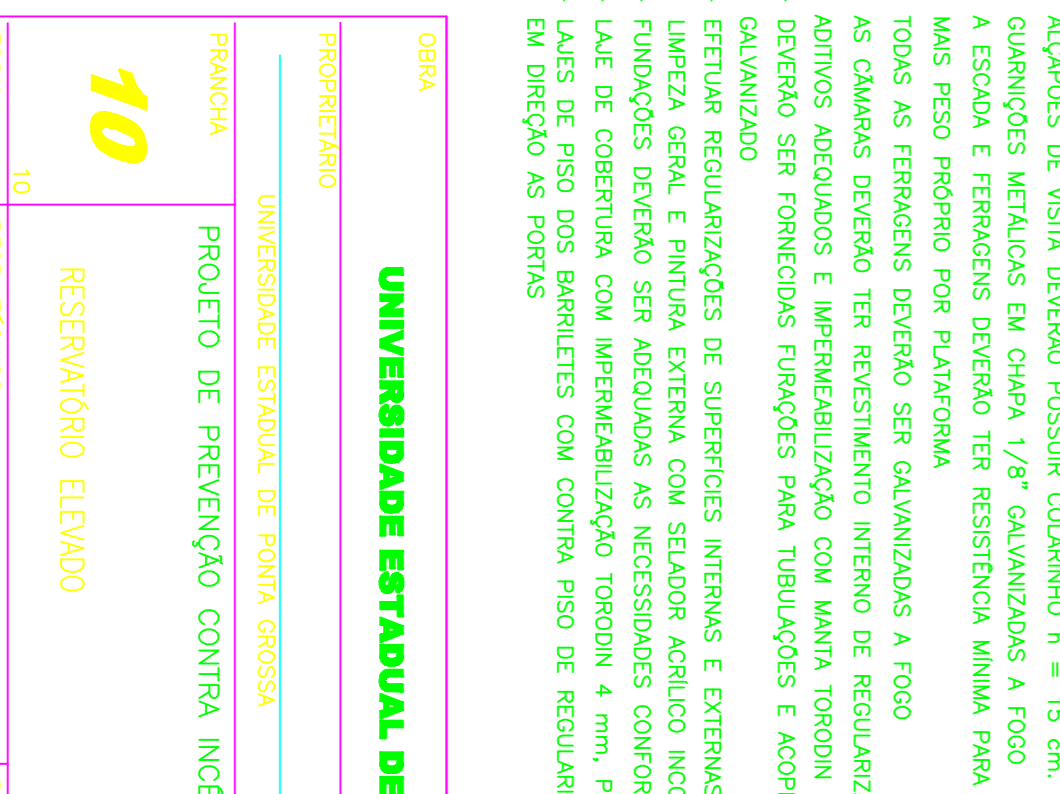 ALÇAPÕES DE VISITA DEVERÃO POSSUIR COLARINHO h = 15 cm.
GUARNIÇÕES METÁLICAS EM CHAPA 1/8" GALVANIZADAS A FOGO
A ESCADA E FERRAGENS DEVERÃO TER RESISTÊNCIA MÍNIMA PARA
MAIS PESO PRÓPRIO POR PLATAFORMA
TODAS AS FERRAGENS DEVERÃO SER GALVANIZADAS A FOGO
AS CÂMARAS DEVERÃO TER REVESTIMENTO INTERNO DE REGULARIZ
ADITIVOS ADEQUADOS E IMPERMEABILIZAÇÃO COM MANTA TORODIN
DEVERÃO SER FORNECIDAS FURAÇÕES PARA TUBULAÇÕES E ACOPL
GALVANIZADO
EFETUAR REGULARIZAÇÕES DE SUPERFÍCIES INTERNAS E EXTERNAS
LIMPEZA GERAL E PINTURA EXTERNA COM SELADOR ACRÍLICO INCO
FUNDAÇÕES DEVERÃO SER ADEQUADAS AS NECESSIDADES CONFOR
LAJE DE COBERTURA COM IMPERMEABILIZAÇÃO TORODIN 4 mm, P
LAJES DE PISO DOS BARRILETES COM CONTRA PISO DE REGULARI
EM DIREÇÃO AS PORTAS
OBRA
UNIVERSIDADE ESTADUAL DE
PROPRIETÁRIO
UNIVERSIDADE ESTADUAL DE PONTA GROSSA
PRANCHA
10
10
PROJETO DE PREVENÇÃO CONTRA INCÊ
RESERVATÓRIO ELEVADO